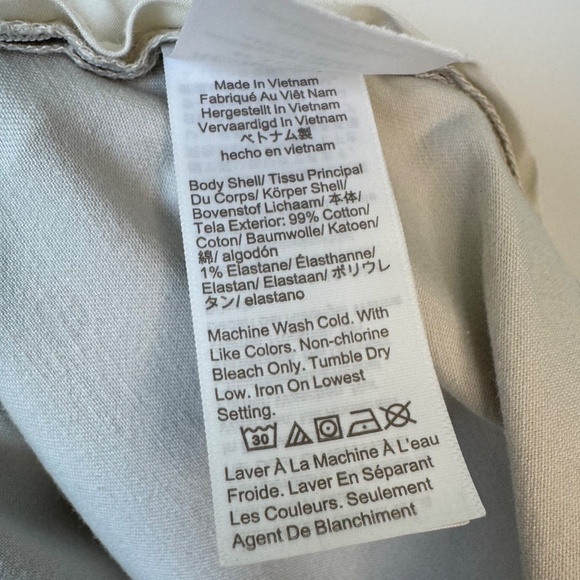 Made In Vietnam
Fabriqué Au Viêt Nam
Hergestellt In Vietnam
Vervaardigd In Vietnam
ベトナム製
hecho en vietnam
Body Shell/ Tissu Principal
Du Corps/ Körper Shell/
Bovenstof Lichaam/ 本体/
Tela Exterior: 99% Cotton/
Coton/ Baumwolle/ Katoen/
綿/ algodón
1% Elastane/ Élasthanne/
Elastan/ Elastaan/ ポリウレ
タン/ elastano
Machine Wash Cold. With
Like Colors. Non-chlorine
Bleach Only. Tumble Dry
Low. Iron On Lowest
Setting.
30
Laver À La Machine À L'eau
Froide. Laver En Séparant
Les Couleurs. Seulement
Agent De Blanchiment